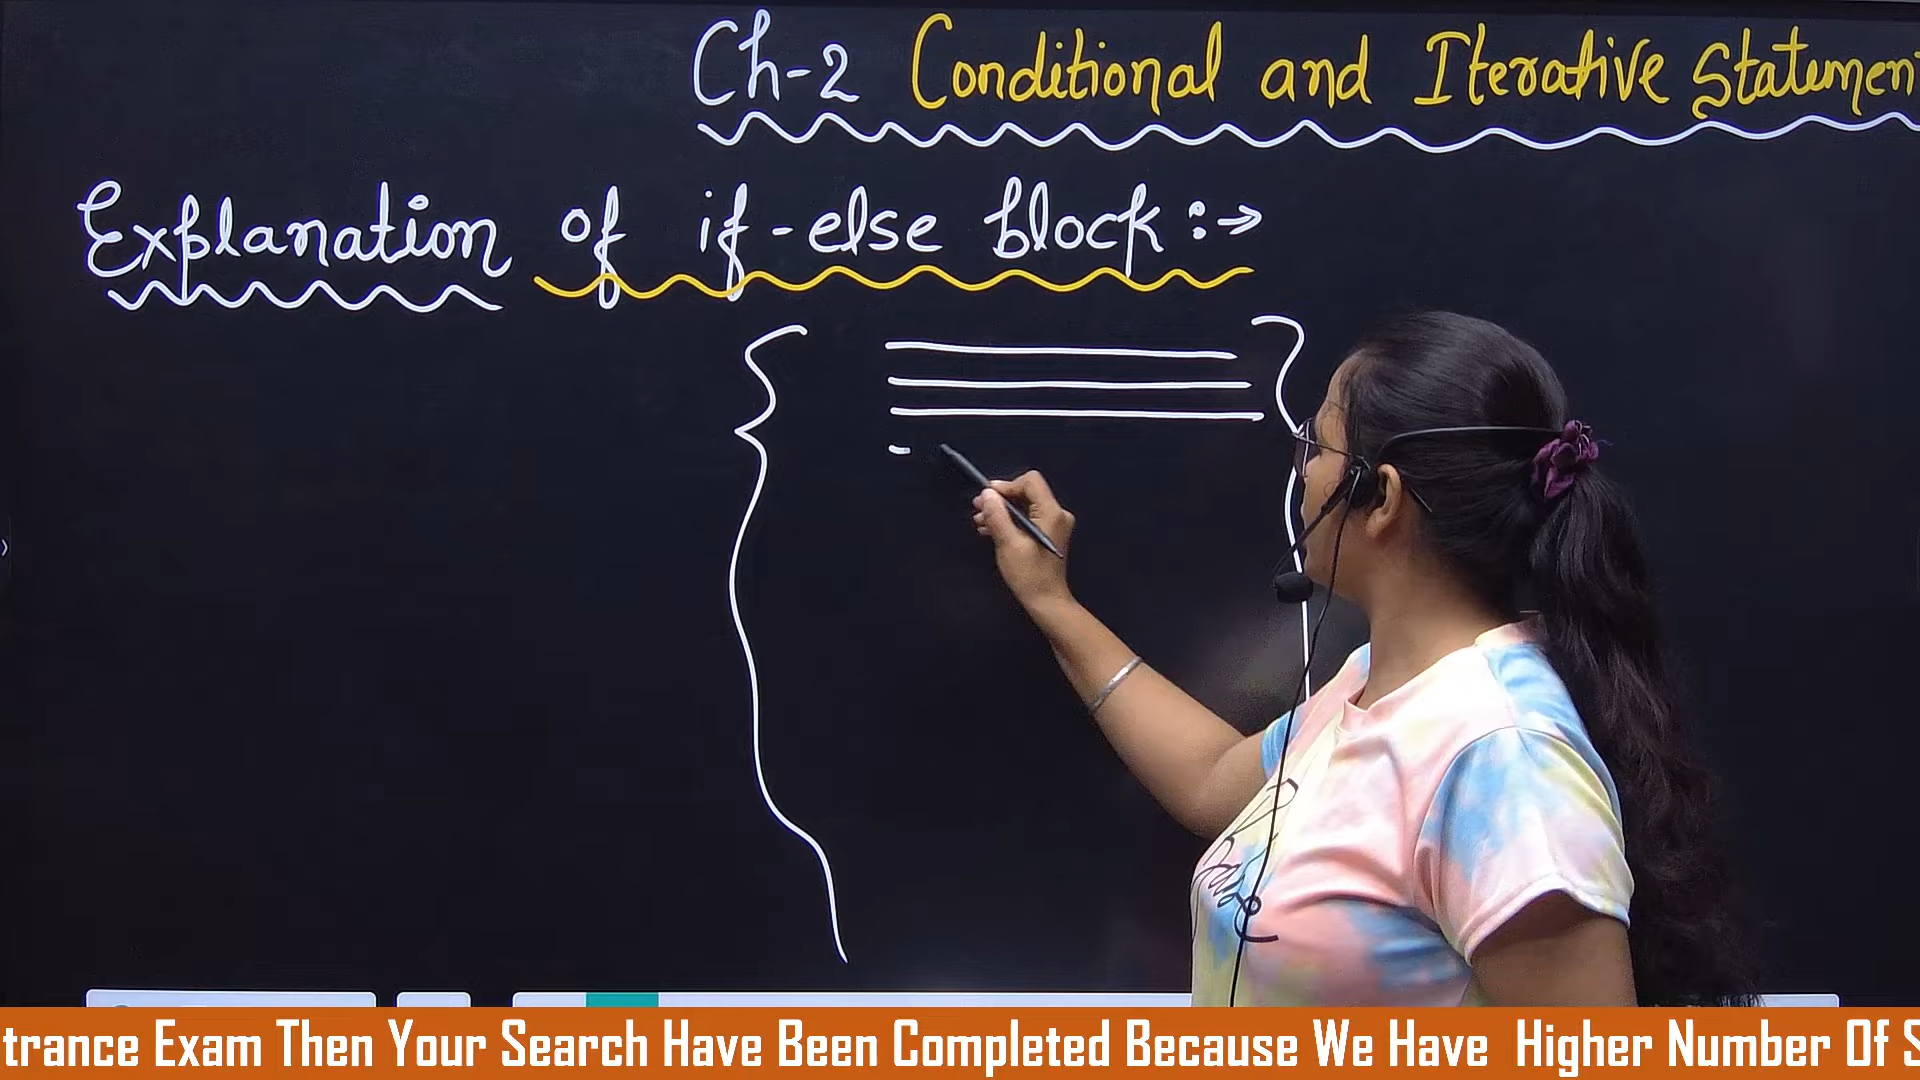 Ch-2 Conditional and Iterative Statemen
Explanation of if-else block :→
trance Exam Then Your Search Have Been Completed Because We Have Higher Number Of S